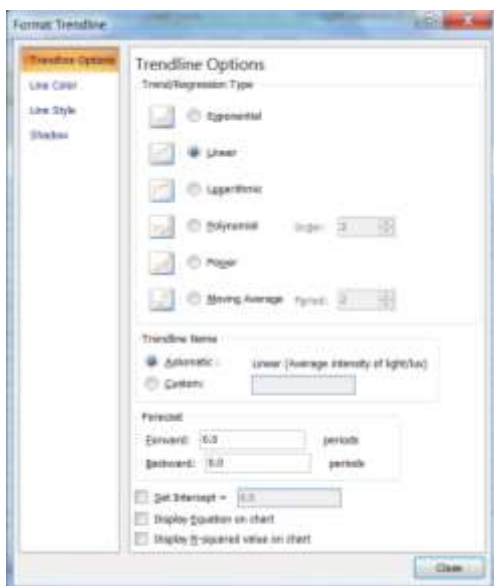 Format Trendline
Trendline Options
Line Color
Line Style
Shadow
Trendline Options
Trend/Regression Type
Exponential
Linear
Logarithmic
Polynomial Order: 2
Power
Moving Average Period: 2
Trendline Name
Automatic : Linear (Average intensity of light/lux)
Custom:
Forecast
Forward: 0.0 periods
Backward: 0.0 periods
Set Intercept = 0.0
Display Equation on chart
Display R-squared value on chart
Close